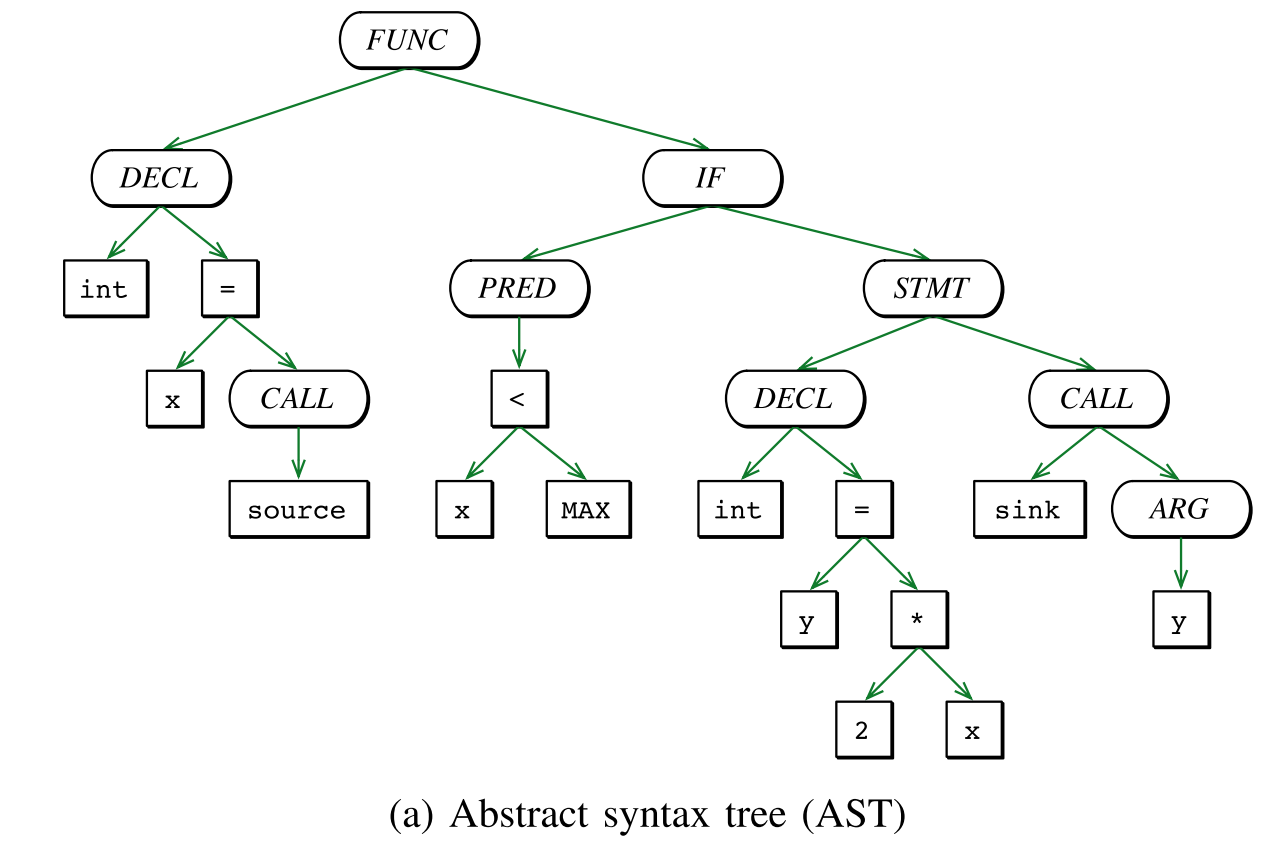 FUNC
DECL IF
int = PRED STMT
x CALL < DECL CALL
source x MAX int = sink ARG
y * y
2 x
(a) Abstract syntax tree (AST)